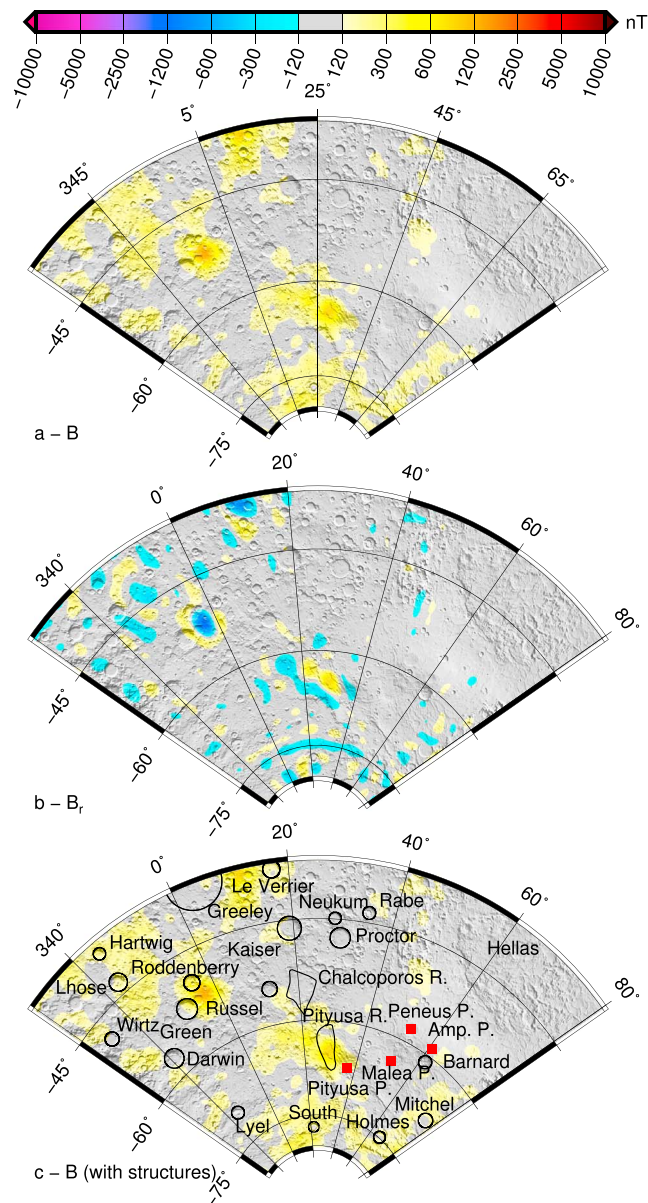 nT
−10000 −5000 −2500 −1200 −600 −300 −120 120 300 600 1200 2500 5000 10000
345° 5° 25° 45° 65°
−45°
−60°
−75°
a − B
340° 0° 20° 40° 60° 80°
−45°
−60°
−75°
b − Br
340° 0° 20° 40° 60° 80°
Le Verrier
Greeley Neukum Rabe
Hartwig Kaiser Proctor Hellas
Lhose Roddenberry Chalcoporos R.
Russel Pityusa R. Peneus P.
Wirtz Green Amp. P.
Darwin Malea P. Barnard
Pityusa P.
Lyel South Holmes Mitchel
−45°
−60°
−75°
c − B (with structures)